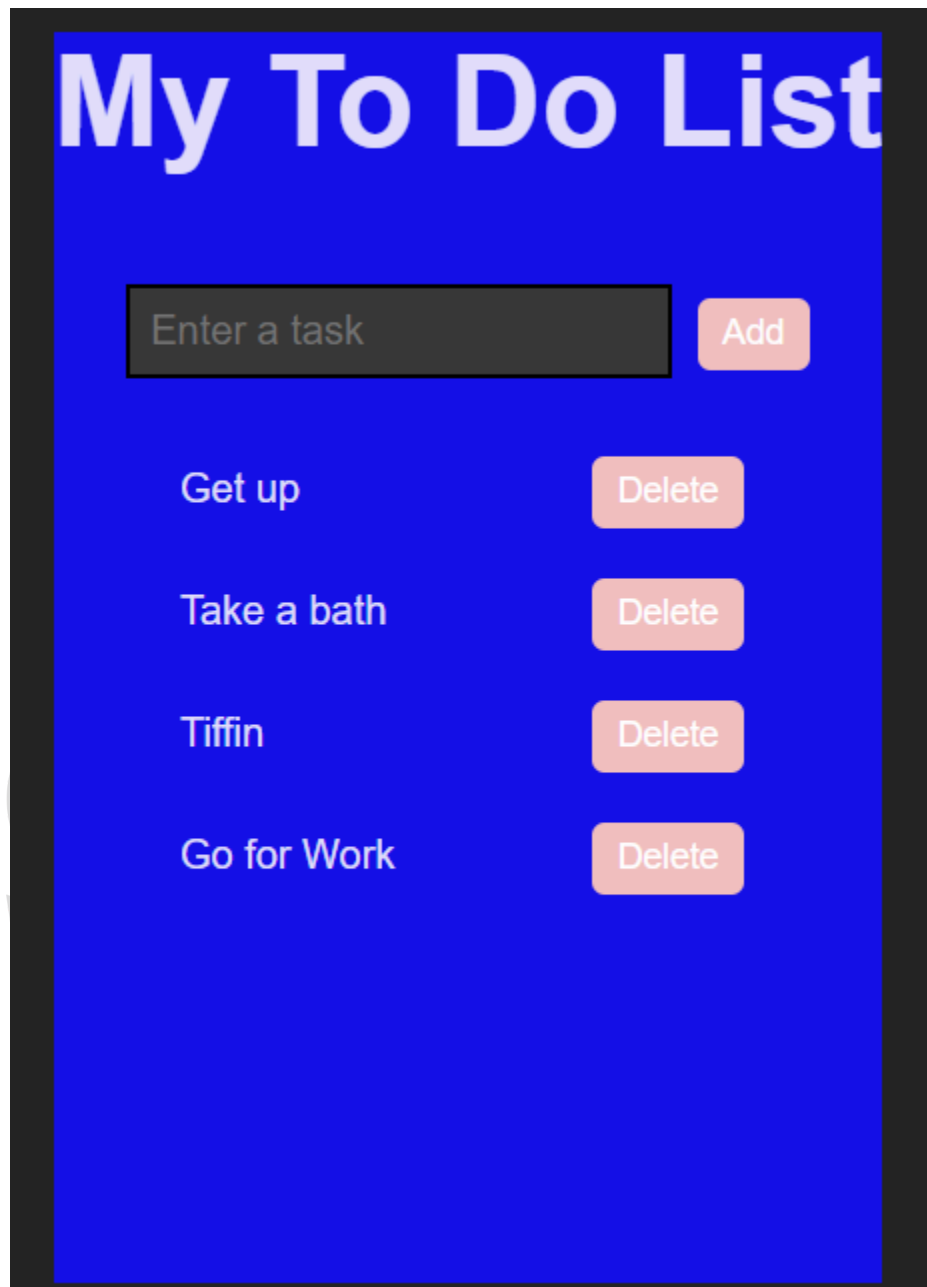 My To Do List
Enter a task Add
Get up Delete
Take a bath Delete
Tiffin Delete
Go for Work Delete